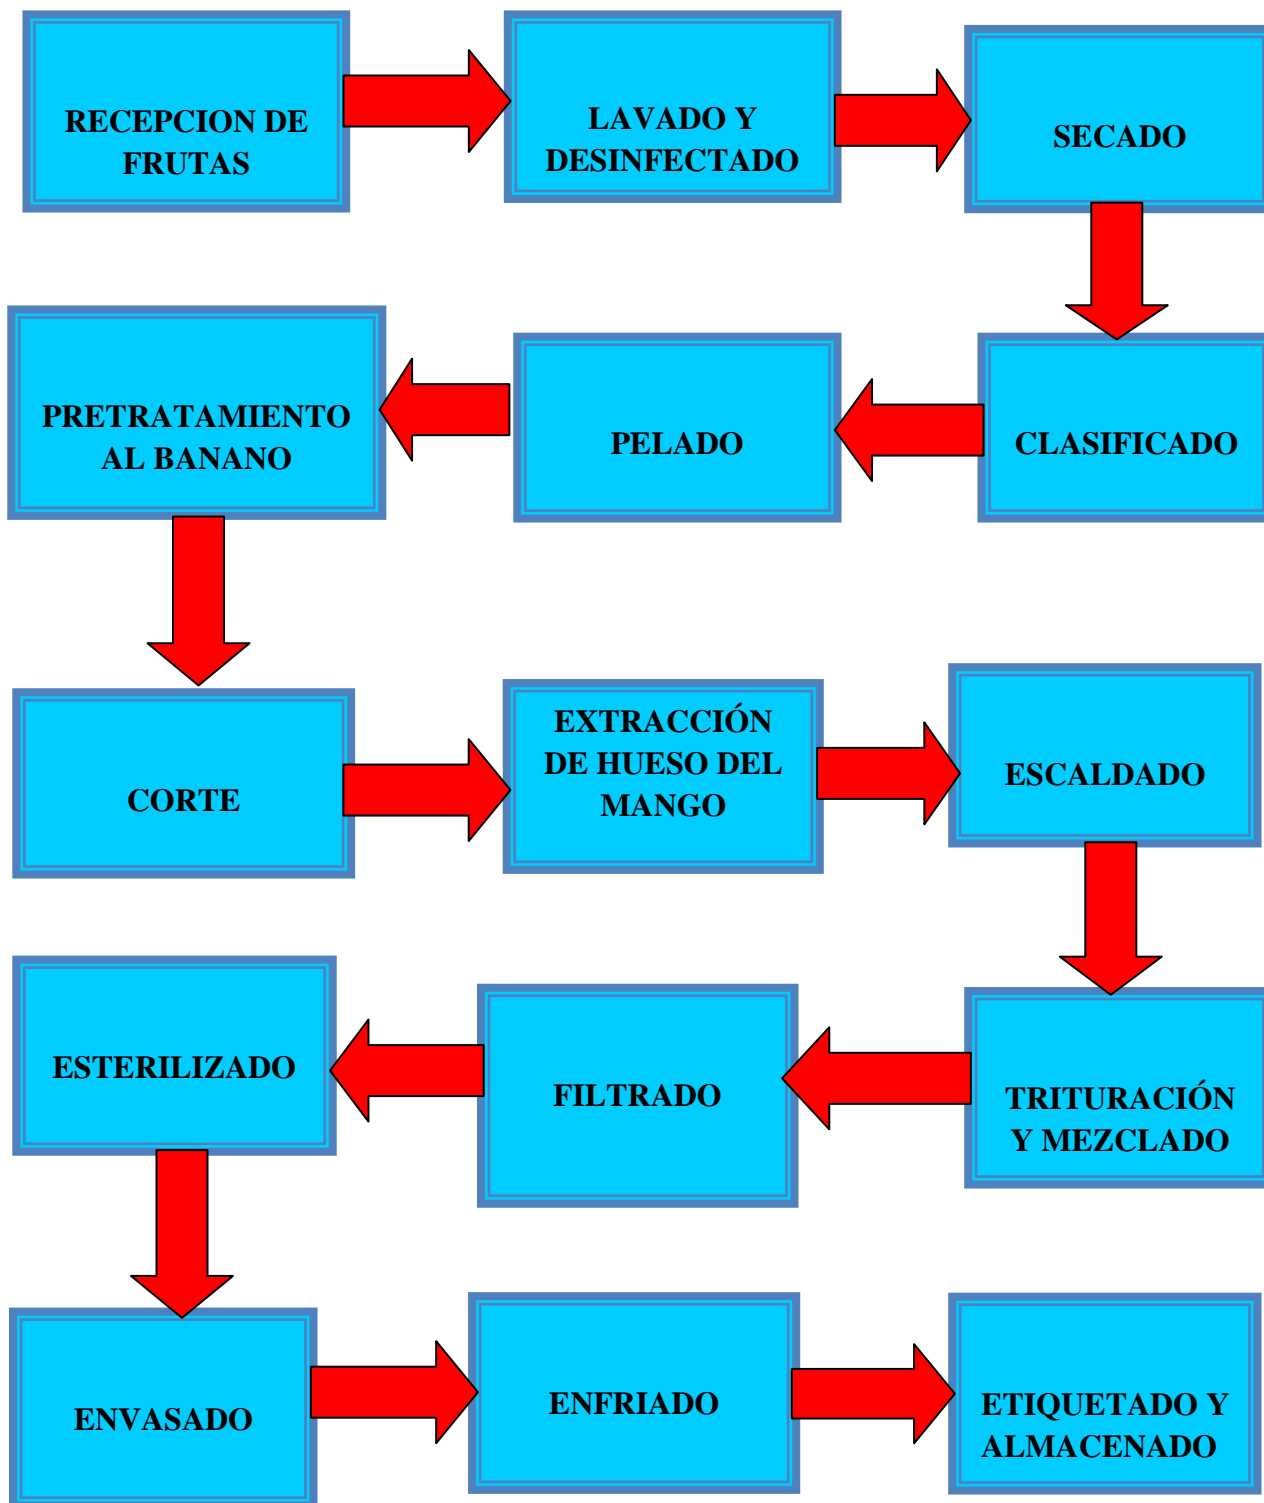 RECEPCION DE
FRUTAS
LAVADO Y
DESINFECTADO
SECADO
CLASIFICADO
PELADO
PRETRATAMIENTO
AL BANANO
CORTE
EXTRACCIÓN
DE HUESO DEL
MANGO
ESCALDADO
TRITURACIÓN
Y MEZCLADO
FILTRADO
ESTERILIZADO
ENVASADO
ENFRIADO
ETIQUETADO Y
ALMACENADO